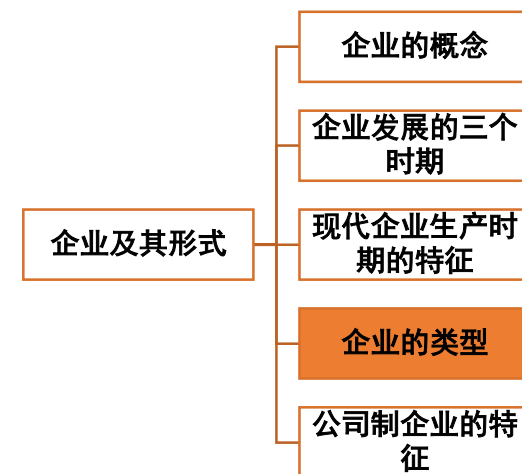 企业的概念
企业发展的三个
时期
企业及其形式
现代企业生产时
期的特征
企业的类型
公司制企业的特
征